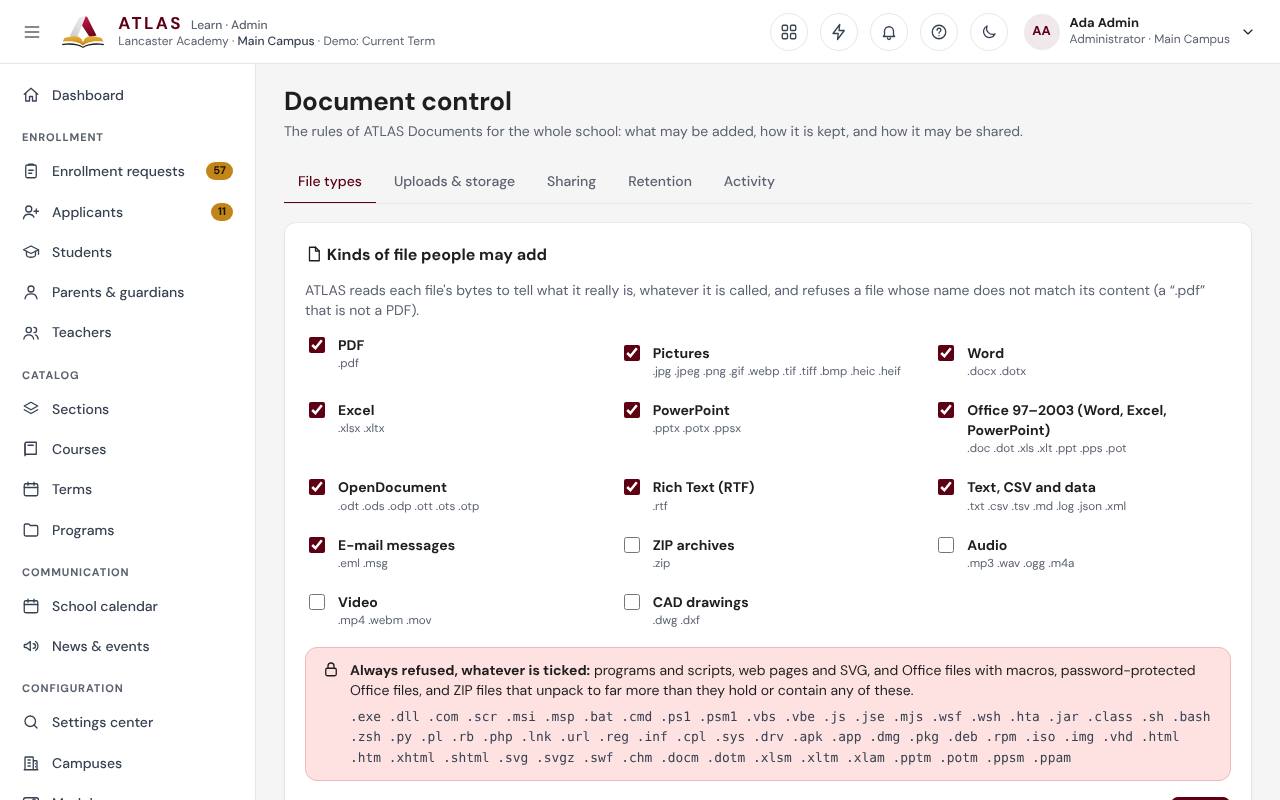 ATLAS Learn · Admin
Lancaster Academy · Main Campus · Demo: Current Term
AA
Ada Admin
Administrator · Main Campus
Dashboard
ENROLLMENT
Enrollment requests 57
Applicants 11
Students
Parents & guardians
Teachers
CATALOG
Sections
Courses
Terms
Programs
COMMUNICATION
School calendar
News & events
CONFIGURATION
Settings center
Campuses
Document control
The rules of ATLAS Documents for the whole school: what may be added, how it is kept, and how it may be shared.
File types Uploads & storage Sharing Retention Activity
Kinds of file people may add
ATLAS reads each file's bytes to tell what it really is, whatever it is called, and refuses a file whose name does not match its content (a “.pdf”
that is not a PDF).
PDF
.pdf
Pictures
.jpg .jpeg .png .gif .webp .tif .tiff .bmp .heic .heif
Word
.docx .dotx
Excel
.xlsx .xltx
PowerPoint
.pptx .potx .ppsx
Office 97–2003 (Word, Excel,
PowerPoint)
.doc .dot .xls .xlt .ppt .pps .pot
OpenDocument
.odt .ods .odp .ott .ots .otp
Rich Text (RTF)
.rtf
Text, CSV and data
.txt .csv .tsv .md .log .json .xml
E-mail messages
.eml .msg
ZIP archives
.zip
Audio
.mp3 .wav .ogg .m4a
Video
.mp4 .webm .mov
CAD drawings
.dwg .dxf
Always refused, whatever is ticked: programs and scripts, web pages and SVG, and Office files with macros, password-protected
Office files, and ZIP files that unpack to far more than they hold or contain any of these.
.exe .dll .com .scr .msi .msp .bat .cmd .ps1 .psm1 .vbs .vbe .js .jse .mjs .wsf .wsh .hta .jar .class .sh .bash
.zsh .py .pl .rb .php .lnk .url .reg .inf .cpl .sys .drv .apk .app .dmg .pkg .deb .rpm .iso .img .vhd .html
.htm .xhtml .shtml .svg .svgz .swf .chm .docm .dotm .xlsm .xltm .xlam .pptm .potm .ppsm .ppam